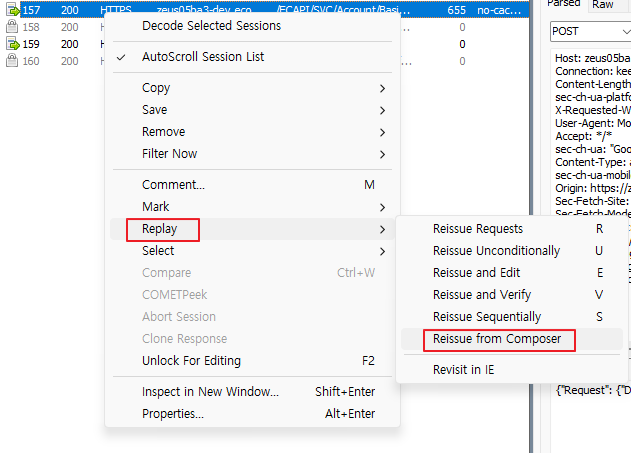 157 200 HTTPS zeus05ba3-dev.eco... /ECAPI/SVC/Account/Basi... 655 no-cac...
158 200 0
159 200 0
160 200 0
Decode Selected Sessions
AutoScroll Session List
Copy
Save
Remove
Filter Now
Comment... M
Mark
Replay
Select
Compare Ctrl+W
COMETPeek
Abort Session
Clone Response
Unlock For Editing F2
Inspect in New Window... Shift+Enter
Properties... Alt+Enter
Reissue Requests R
Reissue Unconditionally U
Reissue and Edit E
Reissue and Verify V
Reissue Sequentially S
Reissue from Composer
Revisit in IE
Parsed Raw
POST
Host: zeus05ba
Connection: kee
Content-Length
sec-ch-ua-platfo
X-Requested-W
User-Agent: Mo
Accept: */*
sec-ch-ua: "Goo
Content-Type: a
sec-ch-ua-mobile
Origin: https://z
Sec-Fetch-Site:
Sec-Fetch-Mode
{"Request": {"D